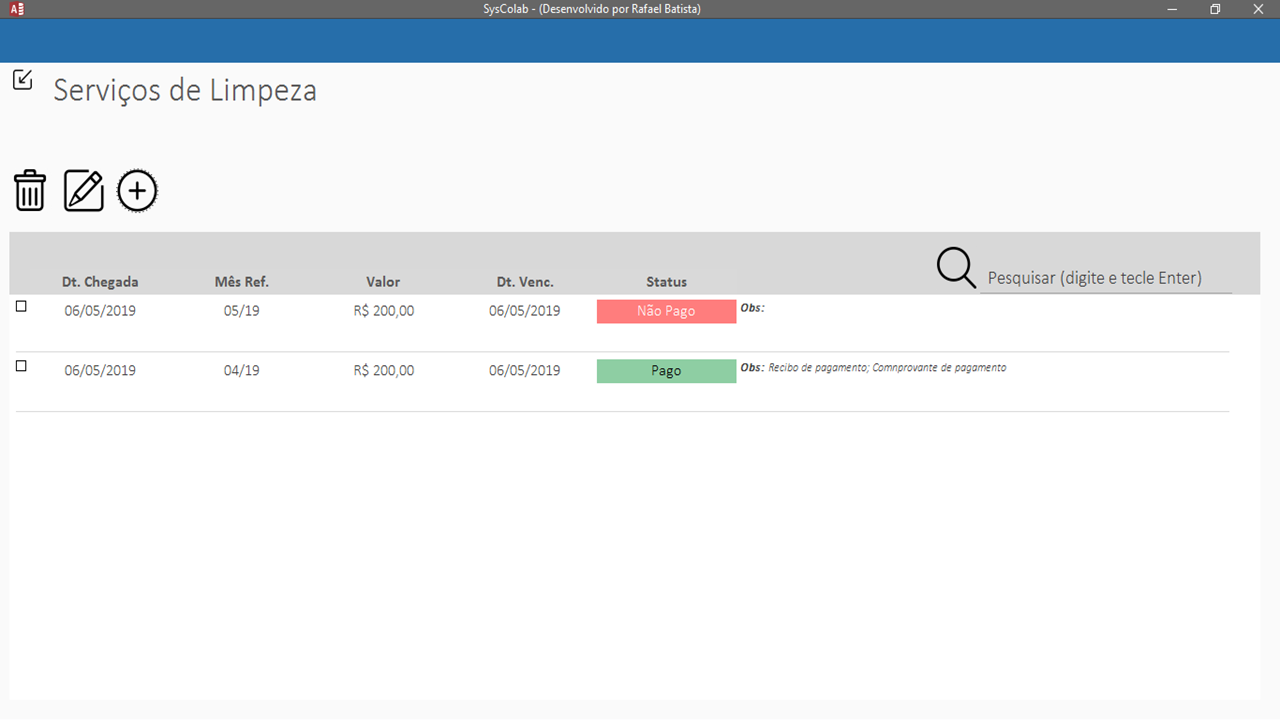 SysColab - (Desenvolvido por Rafael Batista)
Serviços de Limpeza
Pesquisar (digite e tecle Enter)
Dt. Chegada Mês Ref. Valor Dt. Venc. Status
06/05/2019 05/19 R$ 200,00 06/05/2019 Não Pago Obs:
06/05/2019 04/19 R$ 200,00 06/05/2019 Pago Obs: Recibo de pagamento; Comnprovante de pagamento